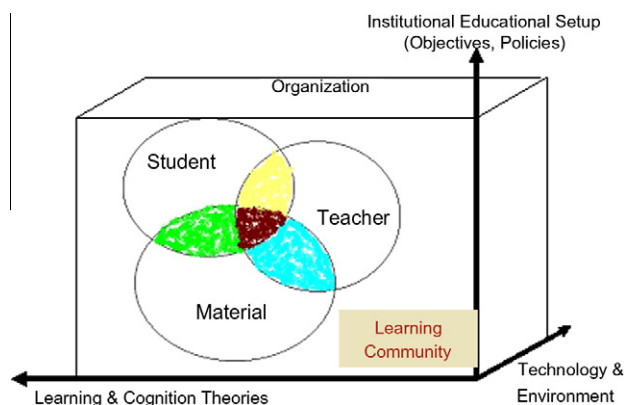 Institutional Educational Setup
(Objectives, Policies)
Organization
Student
Teacher
Material
Learning
Community
Technology &
Environment
Learning & Cognition Theories